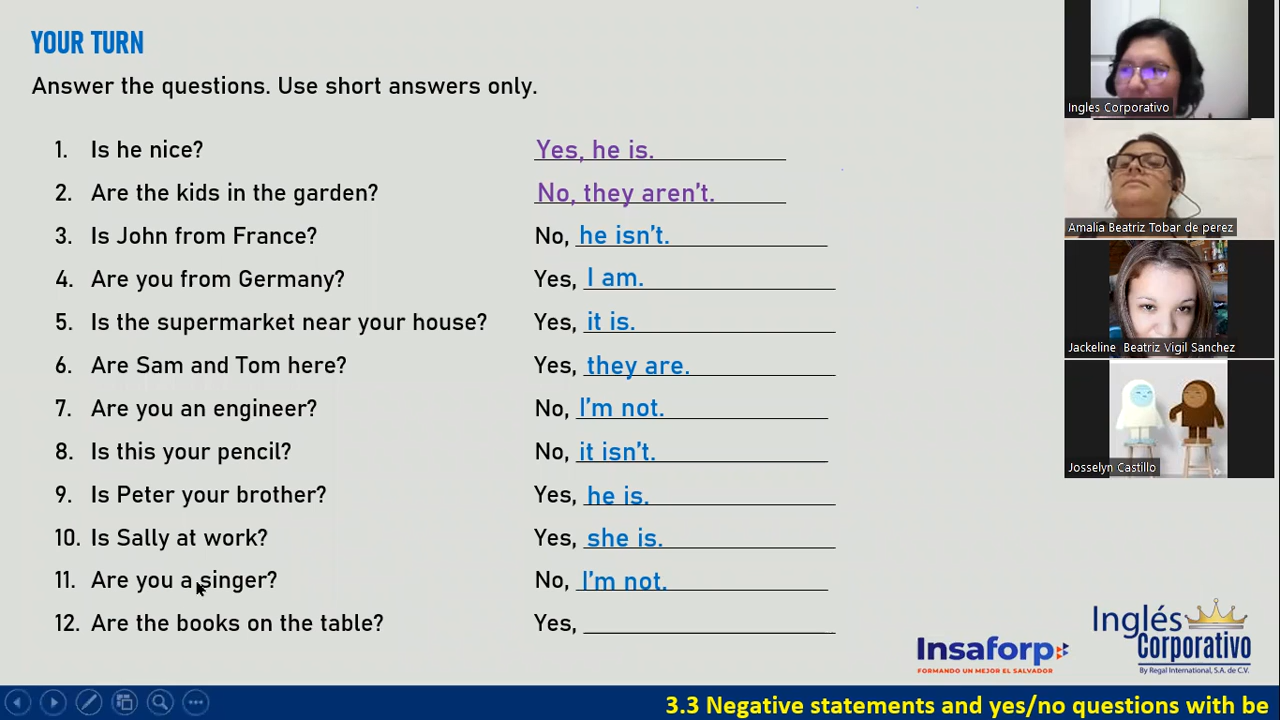 YOUR TURN
Answer the questions. Use short answers only.
1. Is he nice? Yes, he is.
2. Are the kids in the garden? No, they aren't.
3. Is John from France? No, he isn't.
4. Are you from Germany? Yes, I am.
5. Is the supermarket near your house? Yes, it is.
6. Are Sam and Tom here? Yes, they are.
7. Are you an engineer? No, I'm not.
8. Is this your pencil? No, it isn't.
9. Is Peter your brother? Yes, he is.
10. Is Sally at work? Yes, she is.
11. Are you a singer? No, I'm not.
12. Are the books on the table? Yes,
Ingles Corporativo
Amalia Beatriz Tobar de perez
Jackeline Beatriz Vigil Sanchez
Josselyn Castillo
Insaforp
FORMANDO UN MEJOR EL SALVADOR
Inglés
Corporativo
By Regal International, S.A. de C.V.
3.3 Negative statements and yes/no questions with be